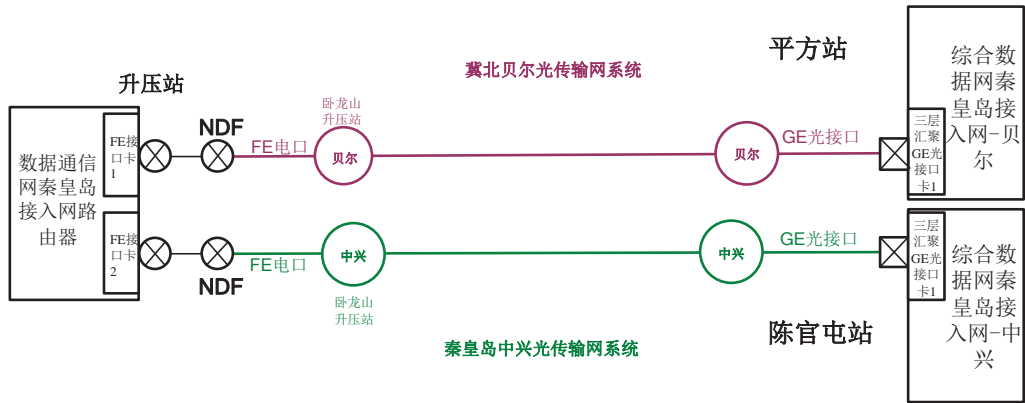 平方站
冀北贝尔光传输网系统
升压站
数据通信
网秦皇岛
接入网路
由器
FE接
口卡
1
NDF
FE电口
卧龙山
升压站
贝尔
贝尔
GE光接口
三层
汇聚
GE光
接口
卡1
综合数
据网秦
皇岛接
入网-贝
尔
FE接
口卡
2
NDF
FE电口
中兴
卧龙山
升压站
中兴
GE光接口
三层
汇聚
GE光
接口
卡1
综合数
据网秦
皇岛接
入网-中
兴
陈官屯站
秦皇岛中兴光传输网系统